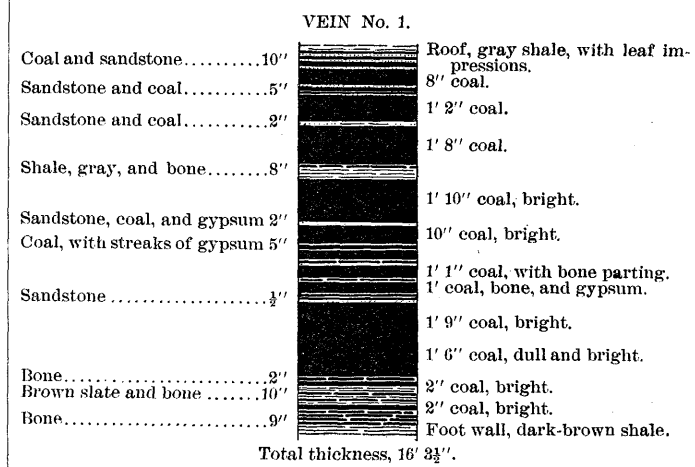 VEIN No. 1.
Coal and sandstone..........10″
Sandstone and coal..........5″
Sandstone and coal..........2″
Shale, gray, and bone.......8″
Sandstone, coal, and gypsum 2″
Coal, with streaks of gypsum 5″
Sandstone ..................½″
Bone........................2″
Brown slate and bone .......10″
Bone........................9″
Roof, gray shale, with leaf im-
pressions.
8″ coal.
1′ 2″ coal.
1′ 8″ coal.
1′ 10″ coal, bright.
10″ coal, bright.
1′ 1″ coal, with bone parting.
1′ coal, bone, and gypsum.
1′ 9″ coal, bright.
1′ 6″ coal, dull and bright.
2″ coal, bright.
2″ coal, bright.
Foot wall, dark-brown shale.
Total thickness, 16′ 3½″.